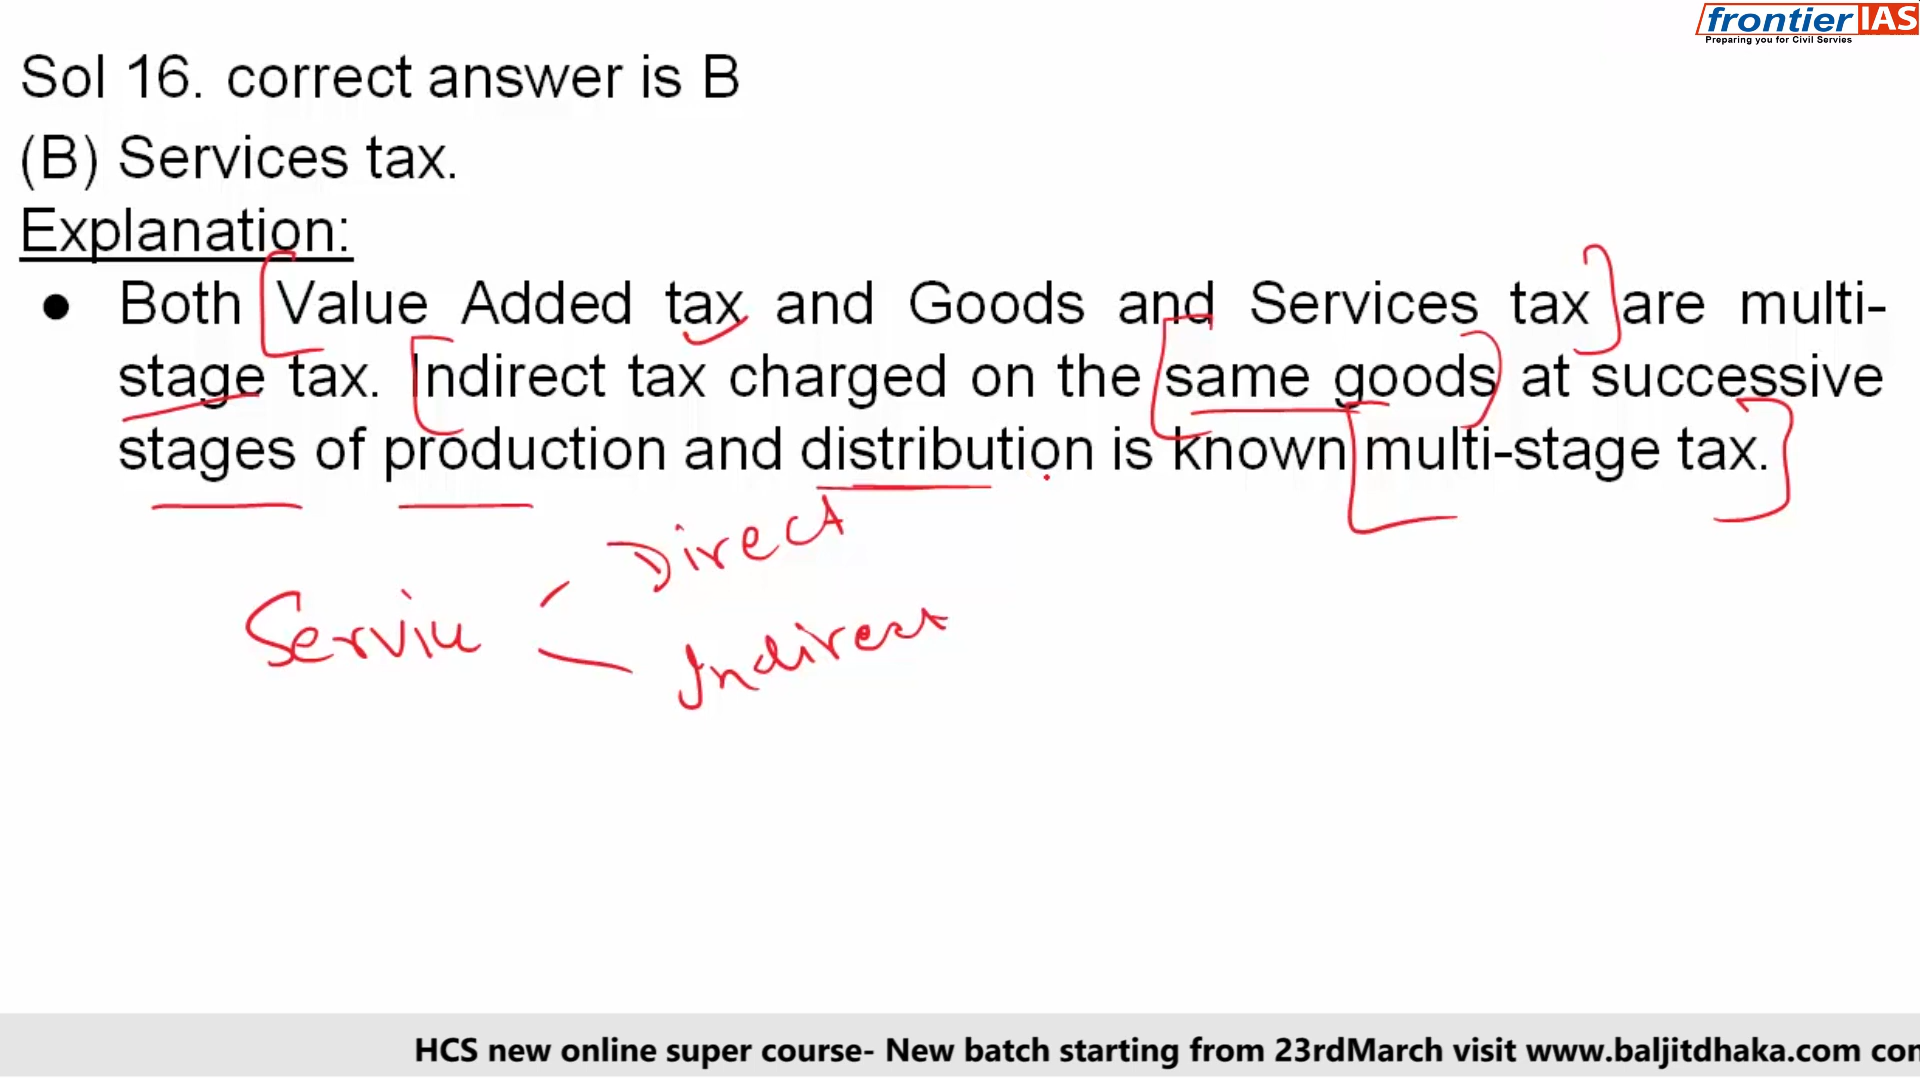 frontier IAS
Preparing you for Civil Servies
Sol 16. correct answer is B
(B) Services tax.
Explanation:
● Both Value Added tax and Goods and Services tax are multi-
stage tax. Indirect tax charged on the same goods at successive
stages of production and distribution is known multi-stage tax.
Direct
Service
Indirect
HCS new online super course- New batch starting from 23rdMarch visit www.baljitdhaka.com con